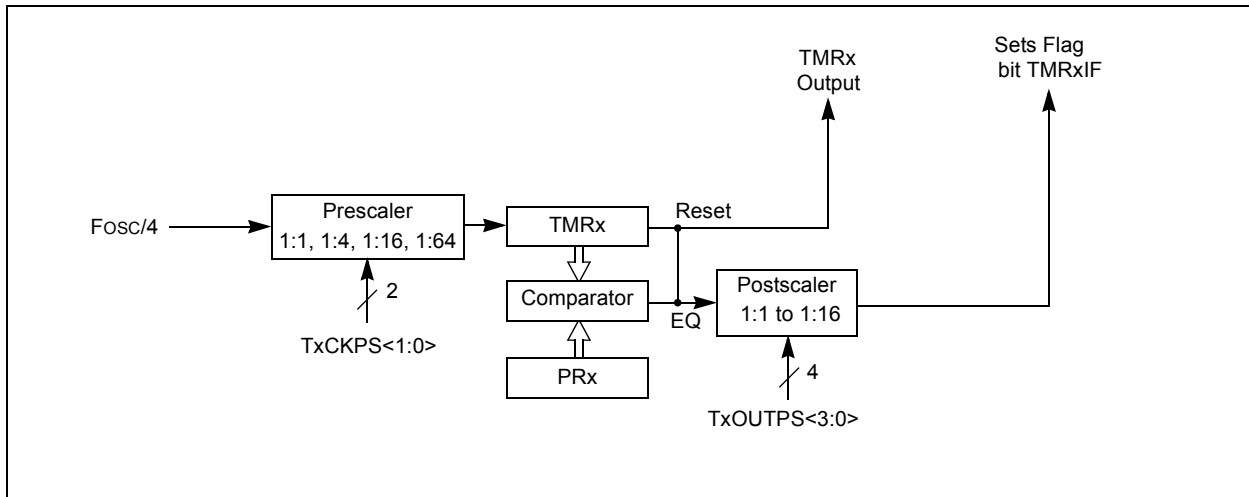 TMRx
Output
Sets Flag
bit TMRxIF
Fosc/4
Prescaler
1:1, 1:4, 1:16, 1:64
2
TxCKPS<1:0>
TMRx
Reset
Comparator
EQ
PRx
Postscaler
1:1 to 1:16
4
TxOUTPS<3:0>